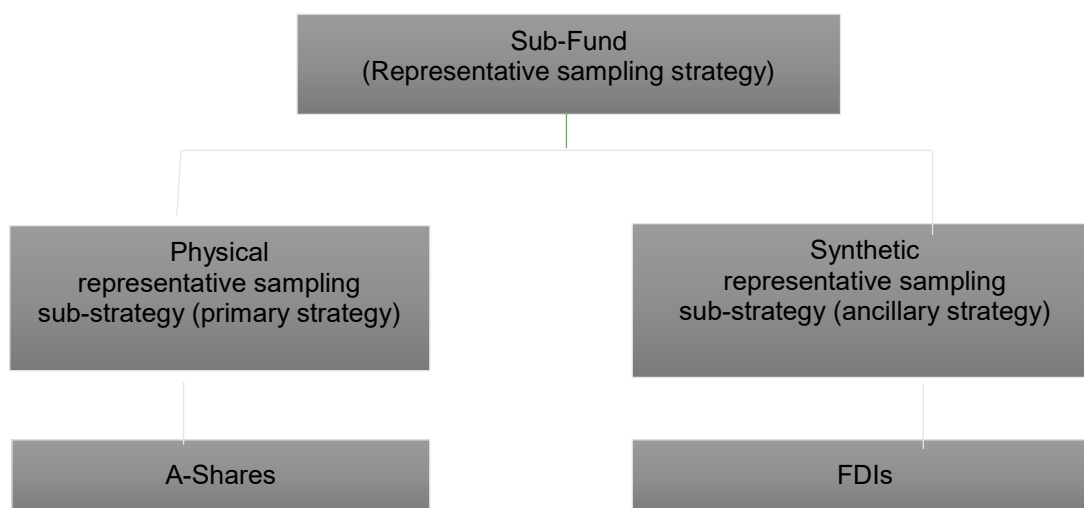 Sub-Fund
(Representative sampling strategy)
Physical
representative sampling
sub-strategy (primary strategy)
Synthetic
representative sampling
sub-strategy (ancillary strategy)
A-Shares
FDIs